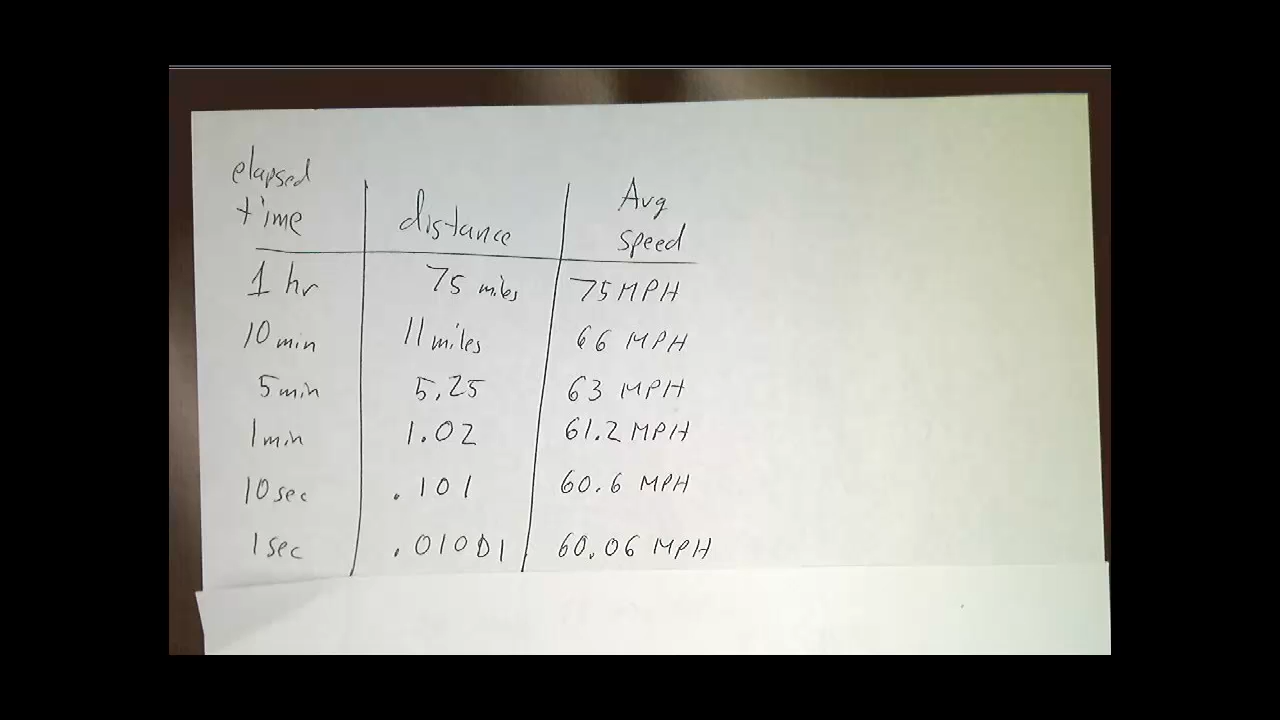 elapsed time | distance | Avg speed
1 hr | 75 miles | 75 MPH
10 min | 11 miles | 66 MPH
5 min | 5.25 | 63 MPH
1 min | 1.02 | 61.2 MPH
10 sec | .101 | 60.6 MPH
1 sec | .01001 | 60.06 MPH